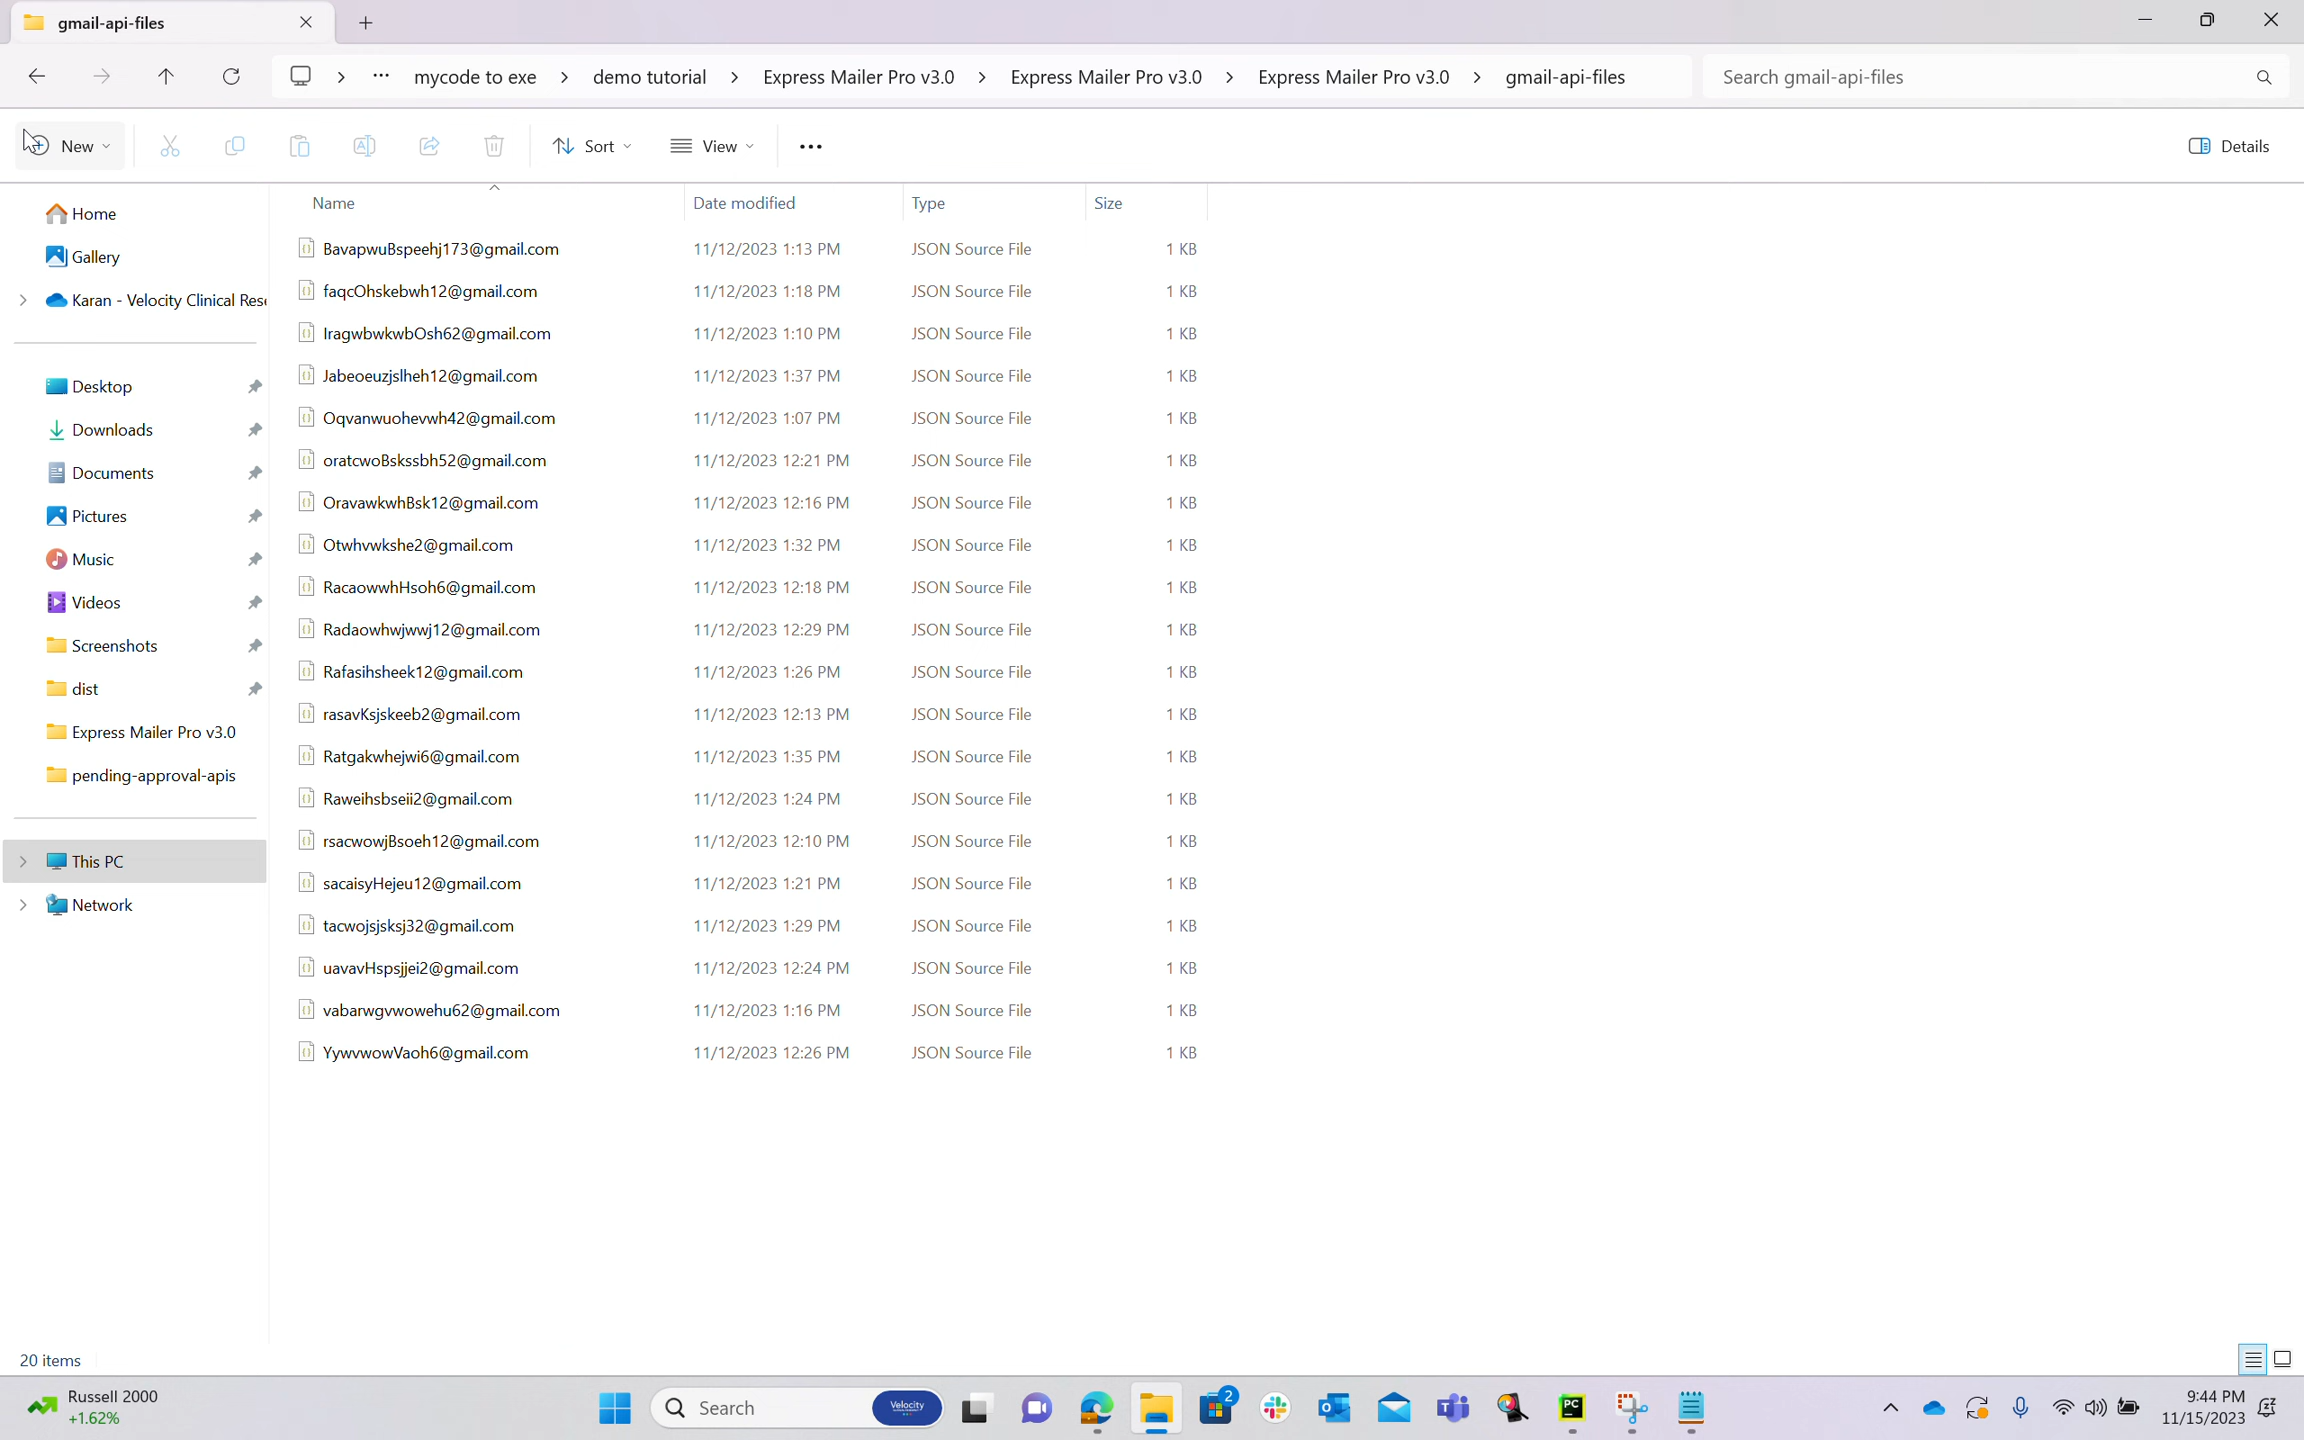 gmail-api-files
mycode to exe > demo tutorial > Express Mailer Pro v3.0 > Express Mailer Pro v3.0 > Express Mailer Pro v3.0 > gmail-api-files
Search gmail-api-files
New Sort View Details
Name Date modified Type Size
Home
Gallery
Karan - Velocity Clinical Rese
Desktop
Downloads
Documents
Pictures
Music
Videos
Screenshots
dist
Express Mailer Pro v3.0
pending-approval-apis
This PC
Network
BavapwuBspeehj173@gmail.com 11/12/2023 1:13 PM JSON Source File 1 KB
faqcOhskebwh12@gmail.com 11/12/2023 1:18 PM JSON Source File 1 KB
IragwbwkwbOsh62@gmail.com 11/12/2023 1:10 PM JSON Source File 1 KB
Jabeoeuzjslheh12@gmail.com 11/12/2023 1:37 PM JSON Source File 1 KB
Oqvanwuohevwh42@gmail.com 11/12/2023 1:07 PM JSON Source File 1 KB
oratcwoBskssbh52@gmail.com 11/12/2023 12:21 PM JSON Source File 1 KB
OravawkwhBsk12@gmail.com 11/12/2023 12:16 PM JSON Source File 1 KB
Otwhvwkshe2@gmail.com 11/12/2023 1:32 PM JSON Source File 1 KB
RacaowwhHsoh6@gmail.com 11/12/2023 12:18 PM JSON Source File 1 KB
Radaowhwjwwj12@gmail.com 11/12/2023 12:29 PM JSON Source File 1 KB
Rafasihsheek12@gmail.com 11/12/2023 1:26 PM JSON Source File 1 KB
rasavKsjskeeb2@gmail.com 11/12/2023 12:13 PM JSON Source File 1 KB
Ratgakwhejwi6@gmail.com 11/12/2023 1:35 PM JSON Source File 1 KB
Raweihsbseii2@gmail.com 11/12/2023 1:24 PM JSON Source File 1 KB
rsacwowjBsoeh12@gmail.com 11/12/2023 12:10 PM JSON Source File 1 KB
sacaisyHejeu12@gmail.com 11/12/2023 1:21 PM JSON Source File 1 KB
tacwojsjsksj32@gmail.com 11/12/2023 1:29 PM JSON Source File 1 KB
uavavHspsjjei2@gmail.com 11/12/2023 12:24 PM JSON Source File 1 KB
vabarwgvwowehu62@gmail.com 11/12/2023 1:16 PM JSON Source File 1 KB
YywvwowVaoh6@gmail.com 11/12/2023 12:26 PM JSON Source File 1 KB
20 items
Russell 2000
+1.62%
Search
Velocity
2
PC
9:44 PM
11/15/2023